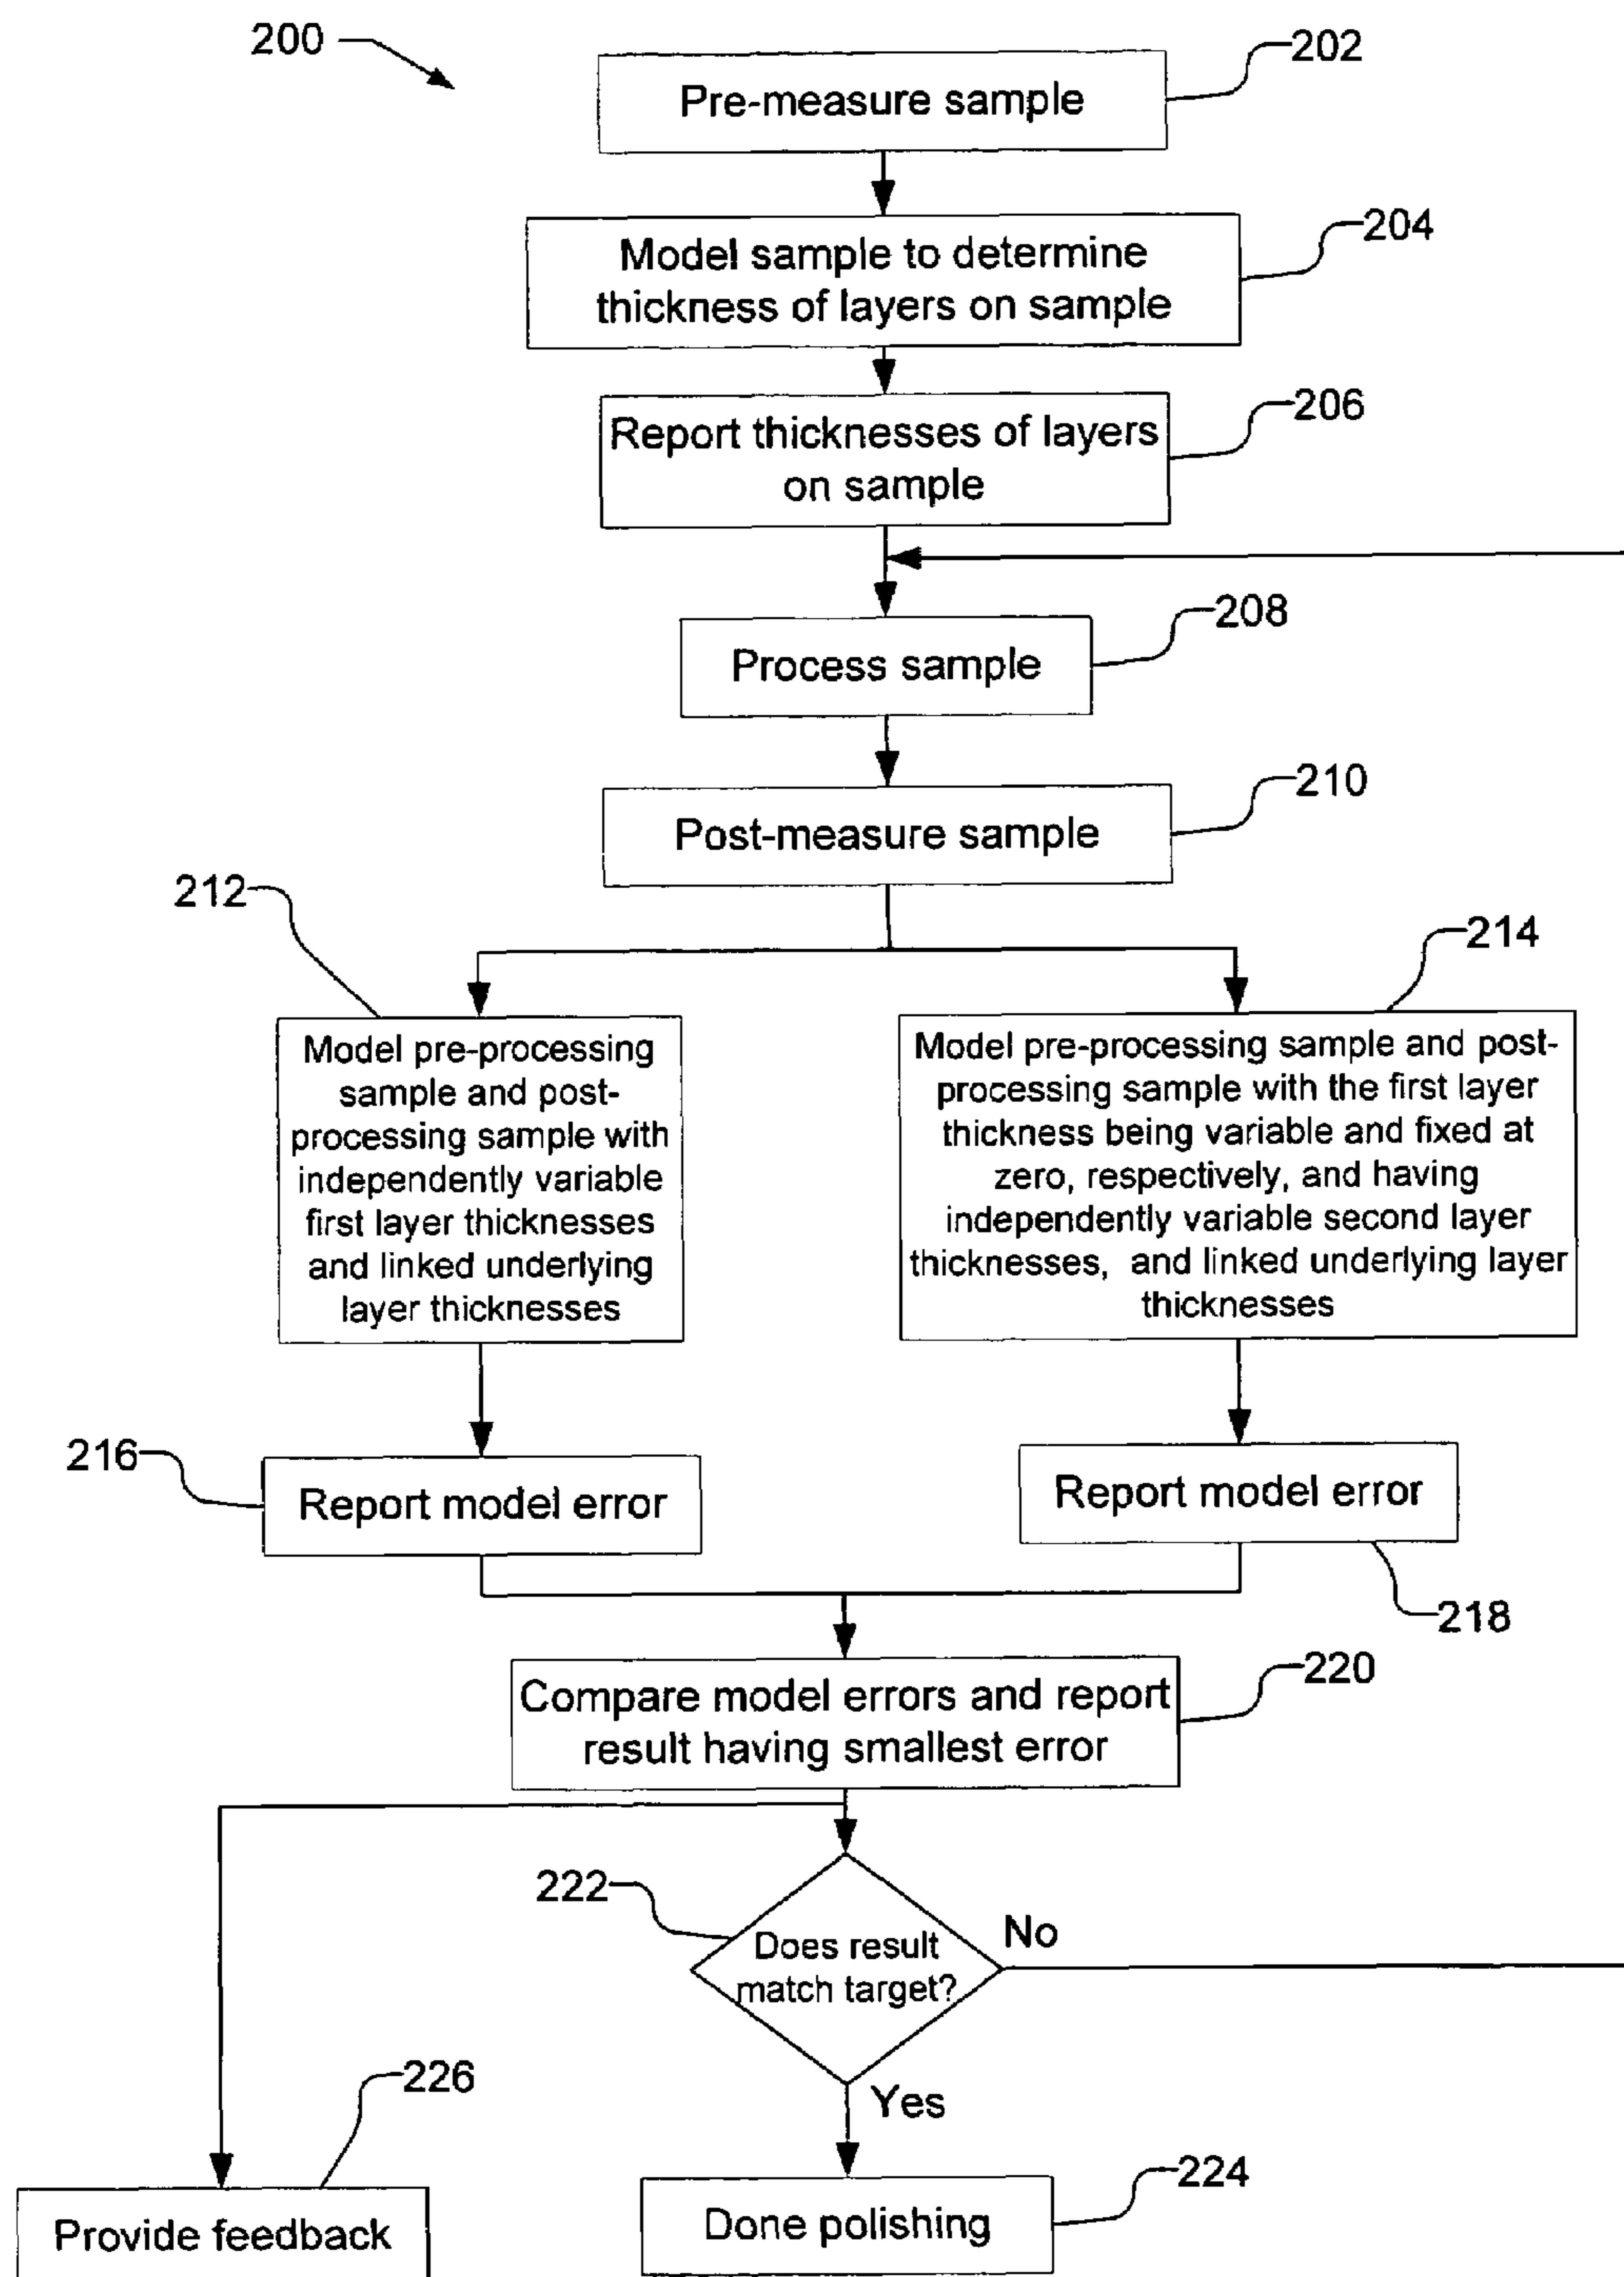 200
202
Pre-measure sample
204
Model sample to determine
thickness of layers on sample
206
Report thicknesses of layers
on sample
208
Process sample
210
Post-measure sample
212
214
Model pre-processing
sample and post-
processing sample with
independently variable
first layer thicknesses
and linked underlying
layer thicknesses
Model pre-processing sample and post-
processing sample with the first layer
thickness being variable and fixed at
zero, respectively, and having
independently variable second layer
thicknesses, and linked underlying layer
thicknesses
216
Report model error
Report model error
218
220
Compare model errors and report
result having smallest error
222
Does result
match target?
No
Yes
226
Provide feedback
224
Done polishing